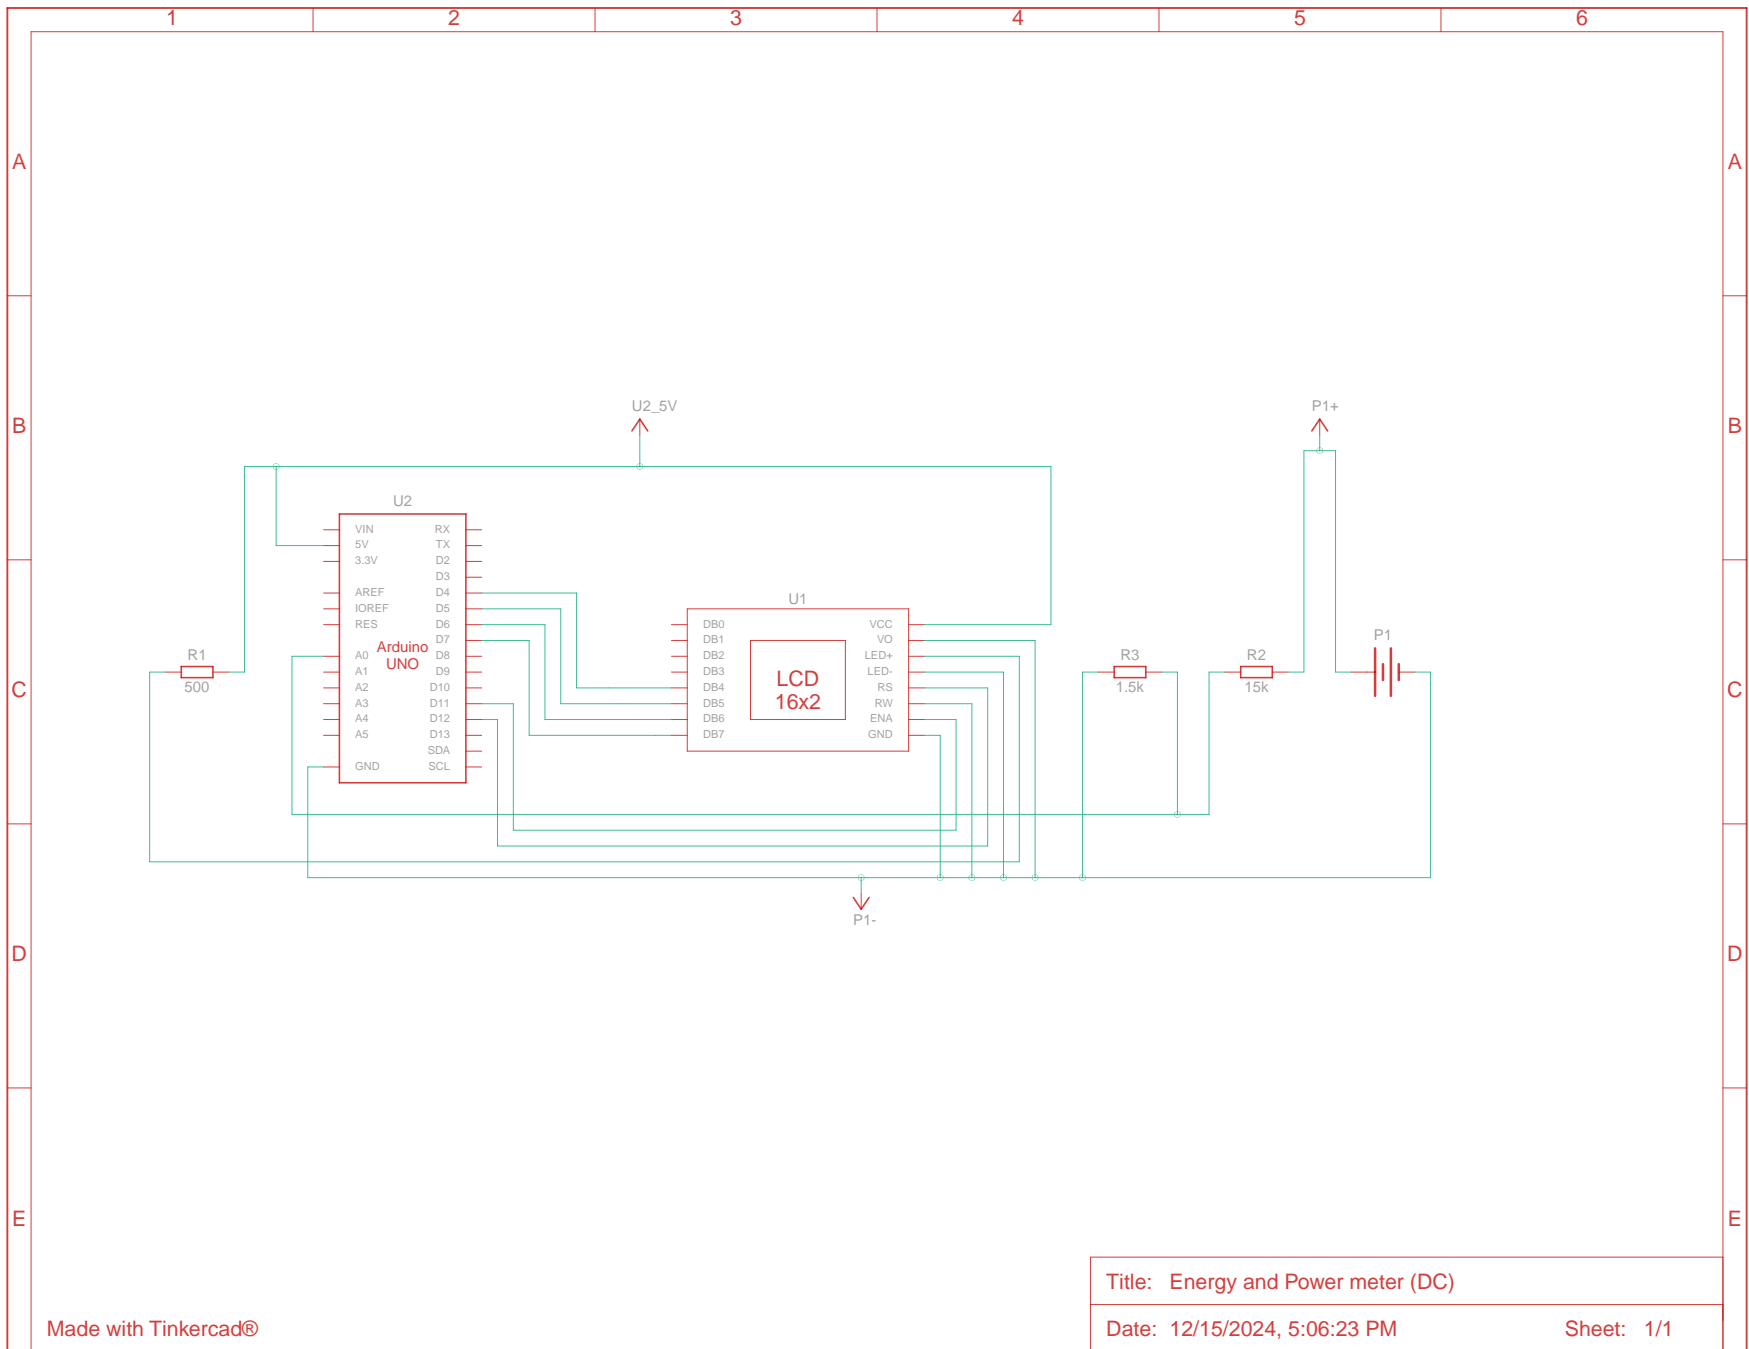 1 2 3 4 5 6
A A
B B
C C
D D
E E
U2_5V
P1+
U2
VIN RX
5V TX
3.3V D2
D3
AREF D4
IOREF D5
RES D6
D7
A0 D8
A1 D9
A2 D10
A3 D11
A4 D12
A5 D13
SDA
GND SCL
Arduino
UNO
R1
500
U1
DB0 VCC
DB1 VO
DB2 LED+
DB3 LED-
DB4 RS
DB5 RW
DB6 ENA
DB7 GND
LCD
16x2
R3
1.5k
R2
15k
P1
P1-
Title: Energy and Power meter (DC)
Made with Tinkercad®
Date: 12/15/2024, 5:06:23 PM Sheet: 1/1